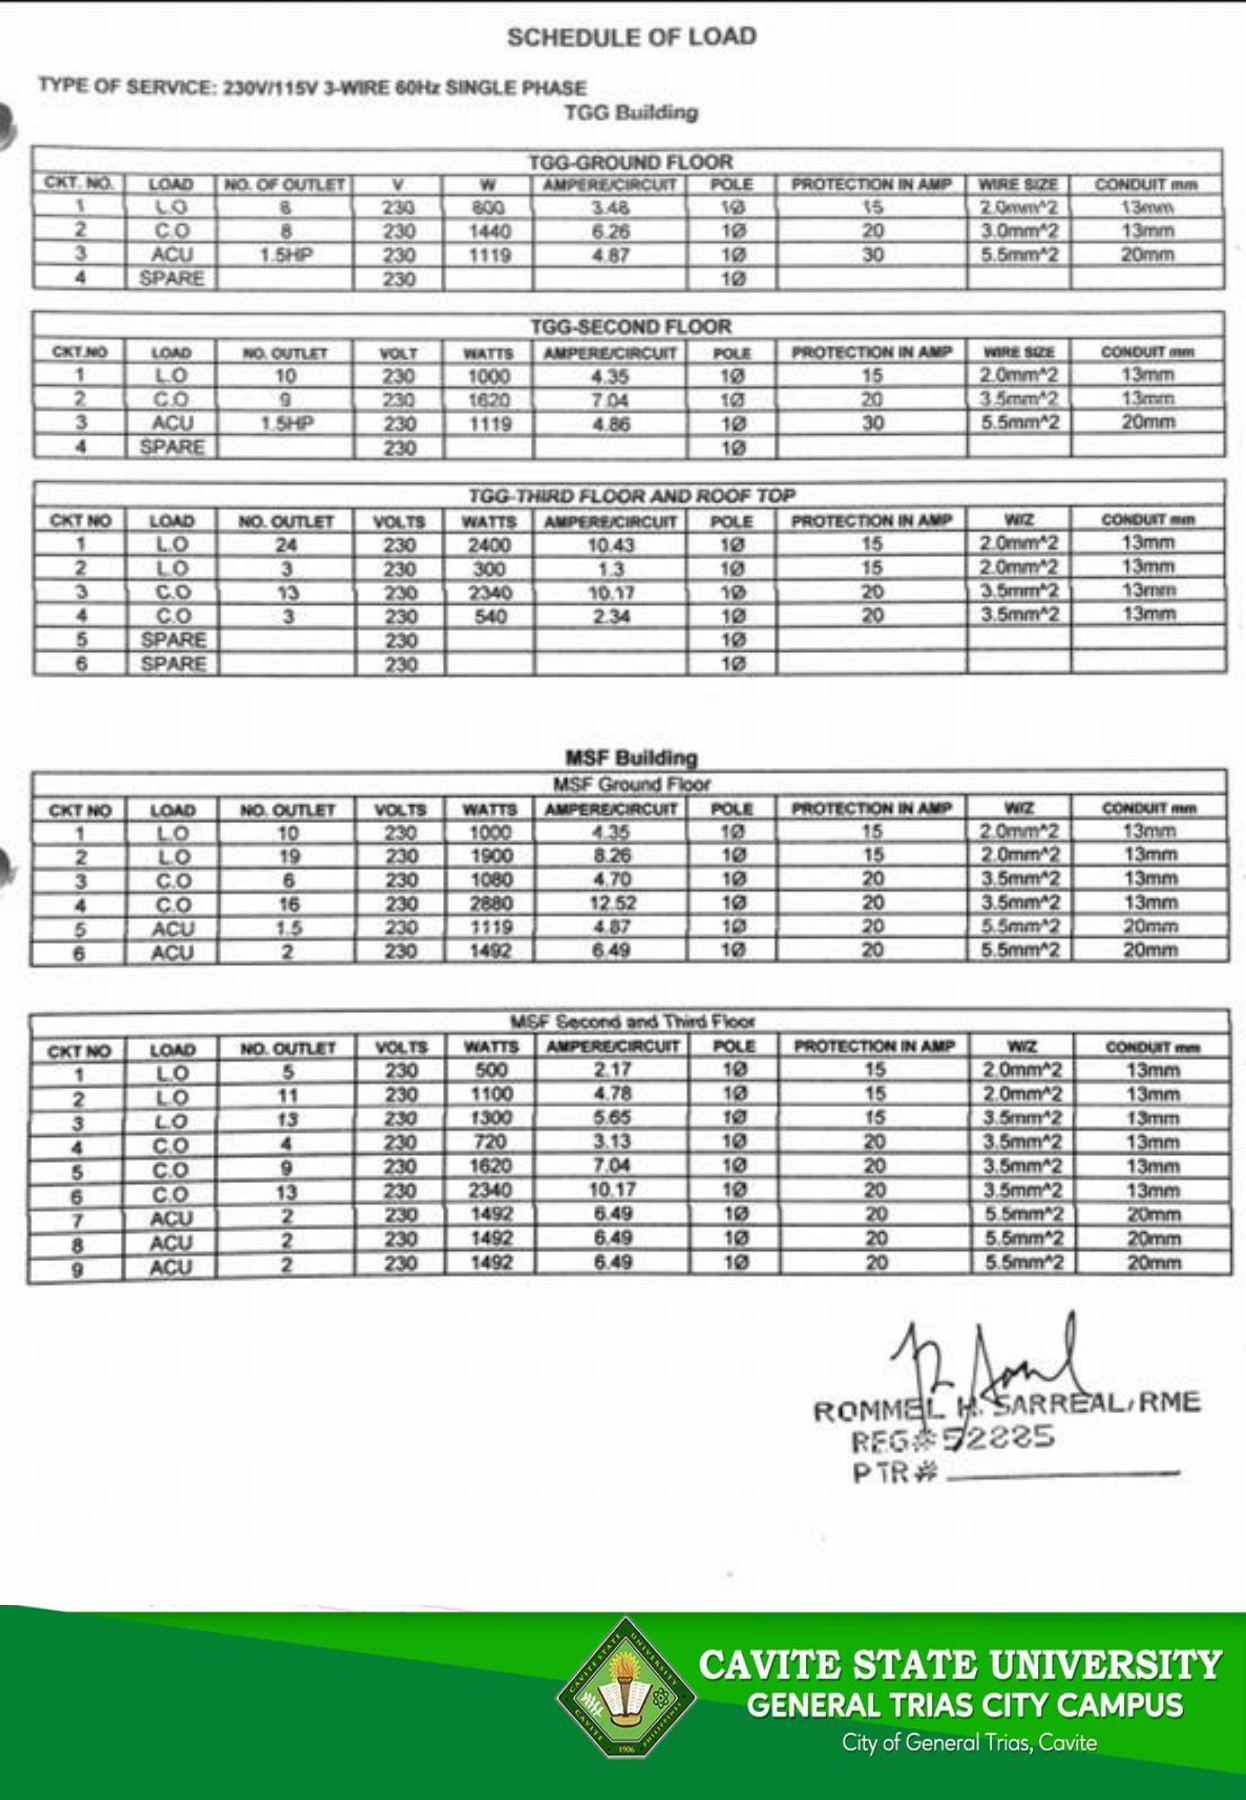 SCHEDULE OF LOAD
TYPE OF SERVICE: 230V/115V 3-WIRE 60Hz SINGLE PHASE
TGG Building
TGG-GROUND FLOOR
CKT. NO. LOAD NO. OF OUTLET V W AMPERE/CIRCUIT POLE PROTECTION IN AMP WIRE SIZE CONDUIT mm
1 L.O 8 230 800 3.48 1Ø 15 2.0mm^2 13mm
2 C.O 8 230 1440 6.26 1Ø 20 3.0mm^2 13mm
3 ACU 1.5HP 230 1119 4.87 1Ø 30 5.5mm^2 20mm
4 SPARE 230 1Ø
TGG-SECOND FLOOR
CKT.NO LOAD NO. OUTLET VOLT WATTS AMPERE/CIRCUIT POLE PROTECTION IN AMP WIRE SIZE CONDUIT mm
1 L.O 10 230 1000 4.35 1Ø 15 2.0mm^2 13mm
2 C.O 9 230 1620 7.04 1Ø 20 3.5mm^2 13mm
3 ACU 1.5HP 230 1119 4.86 1Ø 30 5.5mm^2 20mm
4 SPARE 230 1Ø
TGG-THIRD FLOOR AND ROOF TOP
CKT NO LOAD NO. OUTLET VOLTS WATTS AMPERE/CIRCUIT POLE PROTECTION IN AMP W/Z CONDUIT mm
1 L.O 24 230 2400 10.43 1Ø 15 2.0mm^2 13mm
2 L.O 3 230 300 1.3 1Ø 15 2.0mm^2 13mm
3 C.O 13 230 2340 10.17 1Ø 20 3.5mm^2 13mm
4 C.O 3 230 540 2.34 1Ø 20 3.5mm^2 13mm
5 SPARE 230 1Ø
6 SPARE 230 1Ø
MSF Building
MSF Ground Floor
CKT NO LOAD NO. OUTLET VOLTS WATTS AMPERE/CIRCUIT POLE PROTECTION IN AMP W/Z CONDUIT mm
1 L.O 10 230 1000 4.35 1Ø 15 2.0mm^2 13mm
2 L.O 19 230 1900 8.26 1Ø 15 2.0mm^2 13mm
3 C.O 6 230 1080 4.70 1Ø 20 3.5mm^2 13mm
4 C.O 16 230 2880 12.52 1Ø 20 3.5mm^2 13mm
5 ACU 1.5 230 1119 4.87 1Ø 20 5.5mm^2 20mm
6 ACU 2 230 1492 6.49 1Ø 20 5.5mm^2 20mm
MSF Second and Third Floor
CKT NO LOAD NO. OUTLET VOLTS WATTS AMPERE/CIRCUIT POLE PROTECTION IN AMP W/Z CONDUIT mm
1 L.O 5 230 500 2.17 1Ø 15 2.0mm^2 13mm
2 L.O 11 230 1100 4.78 1Ø 15 2.0mm^2 13mm
3 L.O 13 230 1300 5.65 1Ø 15 3.5mm^2 13mm
4 C.O 4 230 720 3.13 1Ø 20 3.5mm^2 13mm
5 C.O 9 230 1620 7.04 1Ø 20 3.5mm^2 13mm
6 C.O 13 230 2340 10.17 1Ø 20 3.5mm^2 13mm
7 ACU 2 230 1492 6.49 1Ø 20 5.5mm^2 20mm
8 ACU 2 230 1492 6.49 1Ø 20 5.5mm^2 20mm
9 ACU 2 230 1492 6.49 1Ø 20 5.5mm^2 20mm
ROMMEL H. SARREAL, RME
REG#52225
PTR#
CAVITE STATE UNIVERSITY
GENERAL TRIAS CITY CAMPUS
City of General Trias, Cavite
CAVITE STATE UNIVERSITY
CAVITE PHILIPPINES
1906